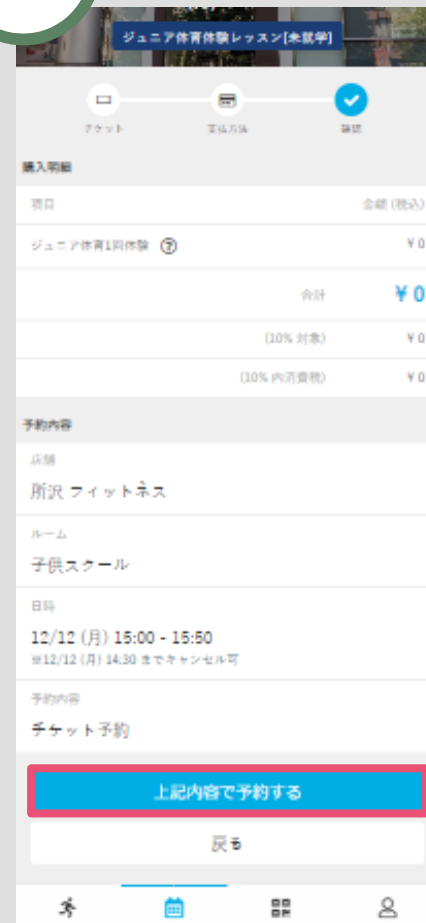 ジュニア体育体験レッスン[未就学]
チケット
支払方法
確認
購入明細
項目 金額 (税込)
ジュニア体育1回体験 ? ¥0
合計 ¥0
(10% 対象) ¥0
(10% 内消費税) ¥0
予約内容
店舗
所沢 フィットネス
ルーム
子供スクール
日時
12/12 (月) 15:00 - 15:50
※12/12 (月) 14:30 までキャンセル可
予約内容
チケット予約
上記内容で予約する
戻る